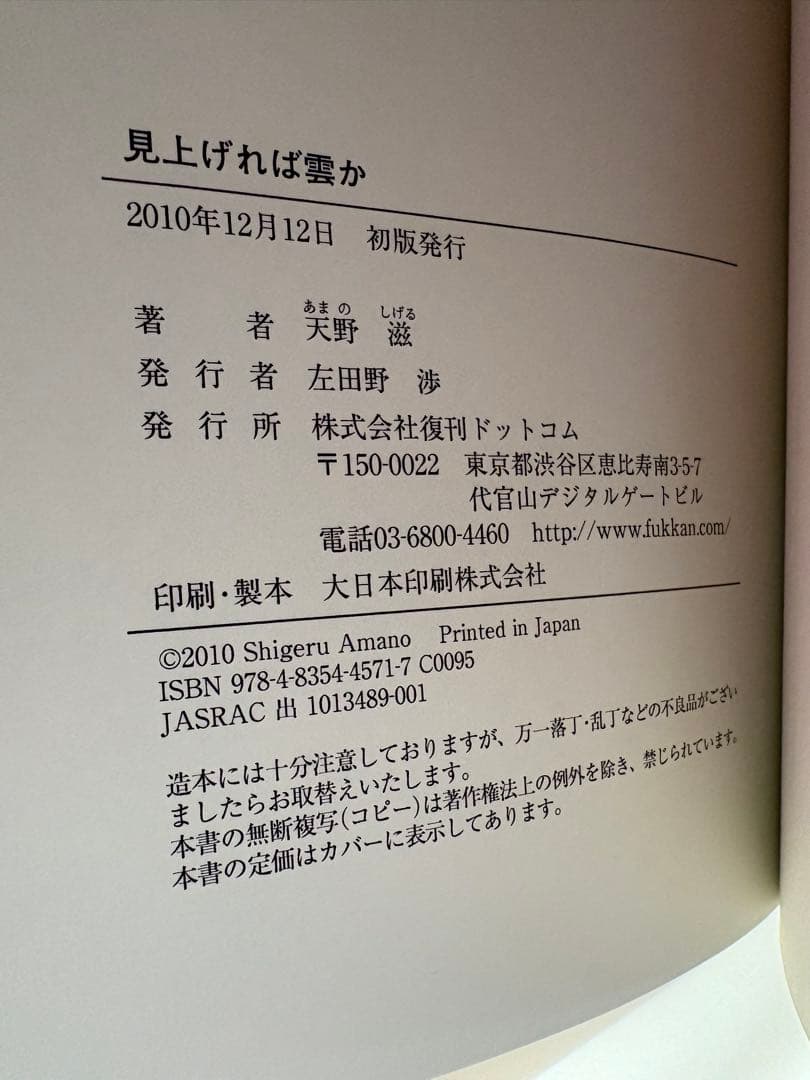 見上げれば雲か
2010年12月12日　初版発行
著者　天野　滋
あまの　しげる
発行者　左田野　渉
発行所　株式会社復刊ドットコム
〒150-0022　東京都渋谷区恵比寿南3-5-7
代官山デジタルゲートビル
電話03-6800-4460　http://www.fukkan.com/
印刷・製本　大日本印刷株式会社
©2010 Shigeru Amano　Printed in Japan
ISBN 978-4-8354-4571-7 C0095
JASRAC 出 1013489-001
造本には十分注意しておりますが、万一落丁・乱丁などの不良品がござい
ましたらお取替えいたします。
本書の無断複写(コピー)は著作権法上の例外を除き、禁じられています。
本書の定価はカバーに表示してあります。